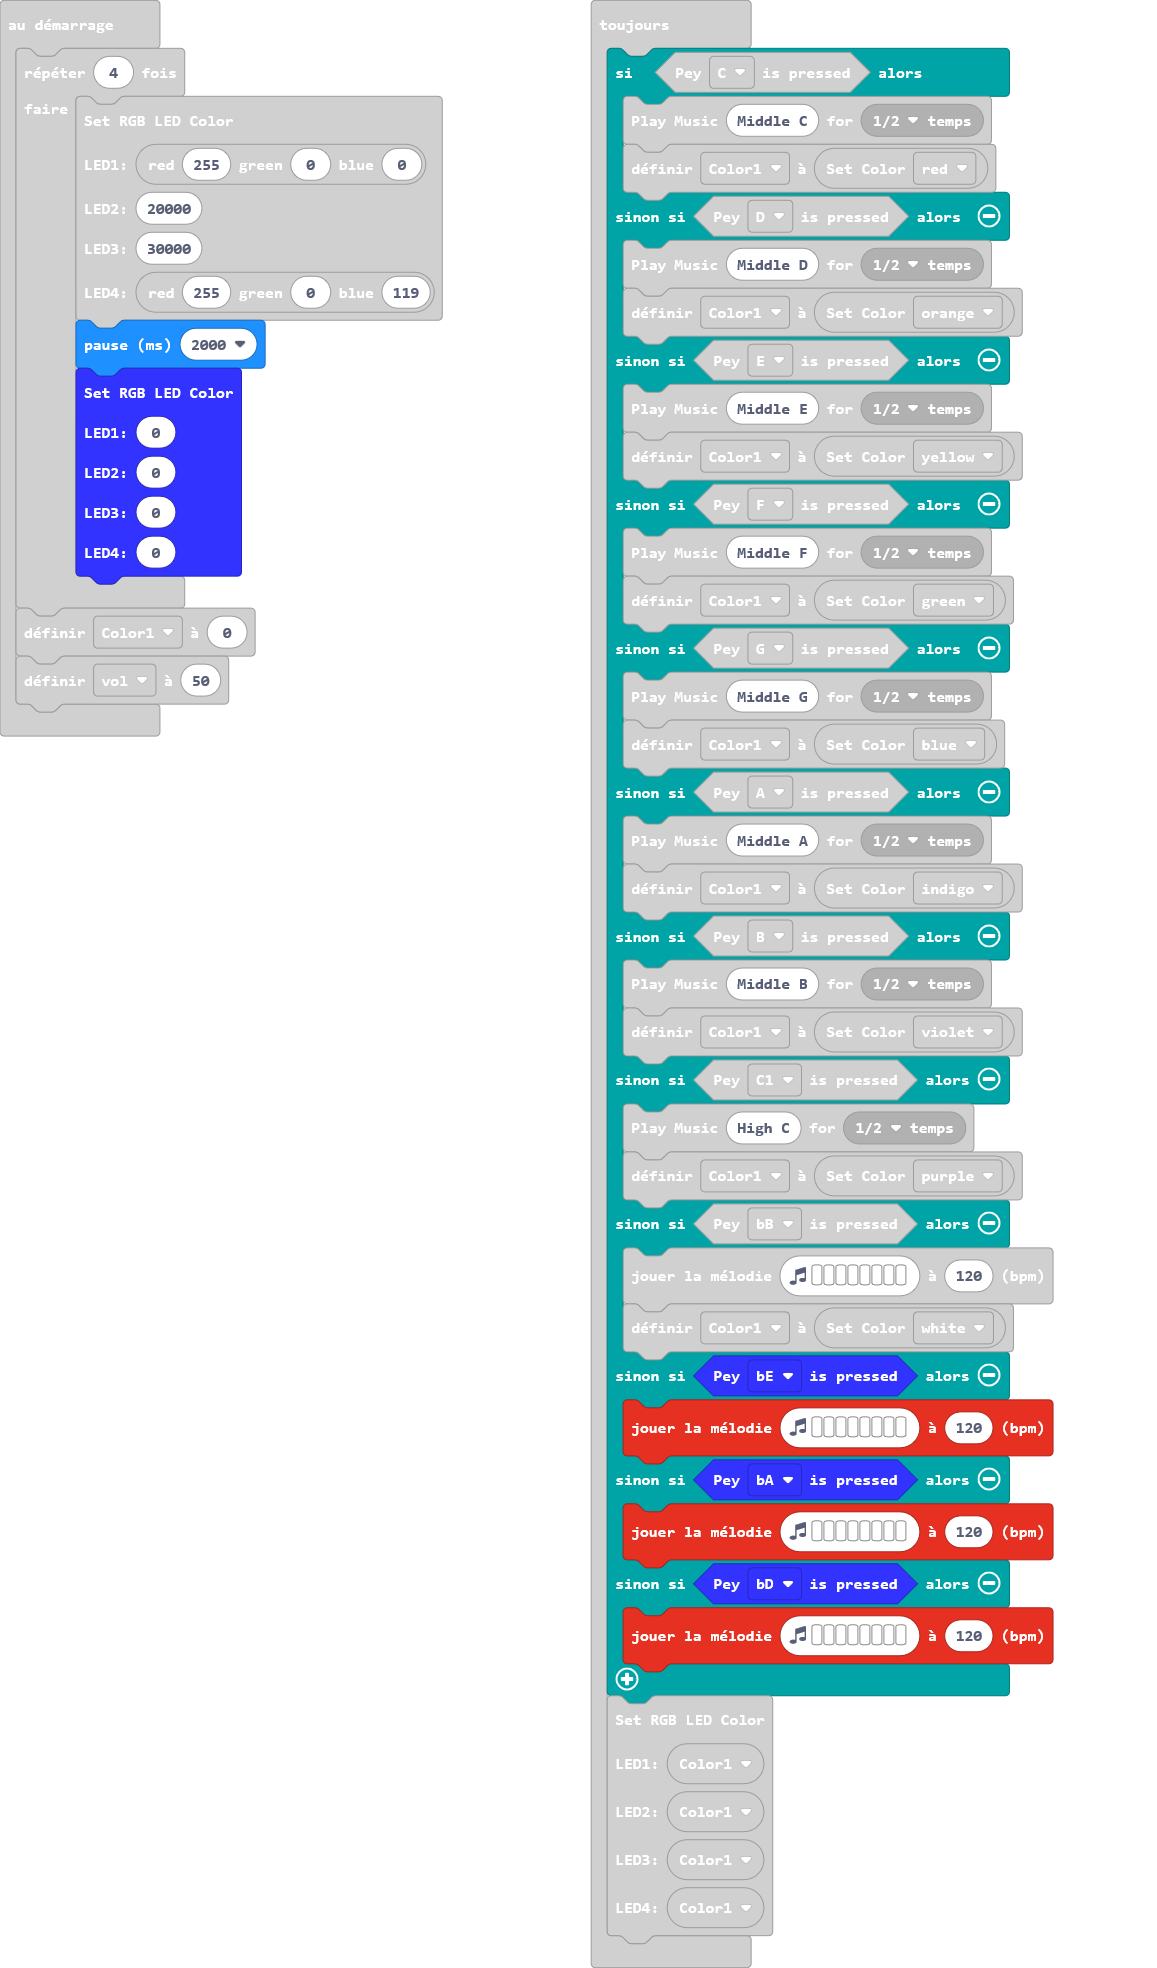 au démarrage
répéter 4 fois
faire
Set RGB LED Color
LED1: red 255 green 0 blue 0
LED2: 20000
LED3: 30000
LED4: red 255 green 0 blue 119
pause (ms) 2000
Set RGB LED Color
LED1: 0
LED2: 0
LED3: 0
LED4: 0
définir Color1 à 0
définir vol à 50
toujours
si Pey C is pressed alors
Play Music Middle C for 1/2 temps
définir Color1 à Set Color red
sinon si Pey D is pressed alors
Play Music Middle D for 1/2 temps
définir Color1 à Set Color orange
sinon si Pey E is pressed alors
Play Music Middle E for 1/2 temps
définir Color1 à Set Color yellow
sinon si Pey F is pressed alors
Play Music Middle F for 1/2 temps
définir Color1 à Set Color green
sinon si Pey G is pressed alors
Play Music Middle G for 1/2 temps
définir Color1 à Set Color blue
sinon si Pey A is pressed alors
Play Music Middle A for 1/2 temps
définir Color1 à Set Color indigo
sinon si Pey B is pressed alors
Play Music Middle B for 1/2 temps
définir Color1 à Set Color violet
sinon si Pey C1 is pressed alors
Play Music High C for 1/2 temps
définir Color1 à Set Color purple
sinon si Pey bB is pressed alors
jouer la mélodie à 120 (bpm)
définir Color1 à Set Color white
sinon si Pey bE is pressed alors
jouer la mélodie à 120 (bpm)
sinon si Pey bA is pressed alors
jouer la mélodie à 120 (bpm)
sinon si Pey bD is pressed alors
jouer la mélodie à 120 (bpm)
Set RGB LED Color
LED1: Color1
LED2: Color1
LED3: Color1
LED4: Color1